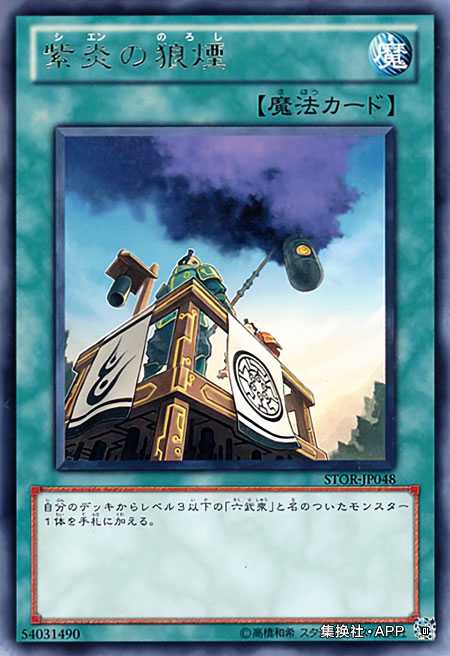 シエン のろし
紫炎の狼煙
魔
まほう
【魔法カード】
STOR-JP048
自分のデッキからレベル3以下の「六武衆」と名のついたモンスター
1体を手札に加える。
54031490
©高橋和希 スタ
集換社・APP